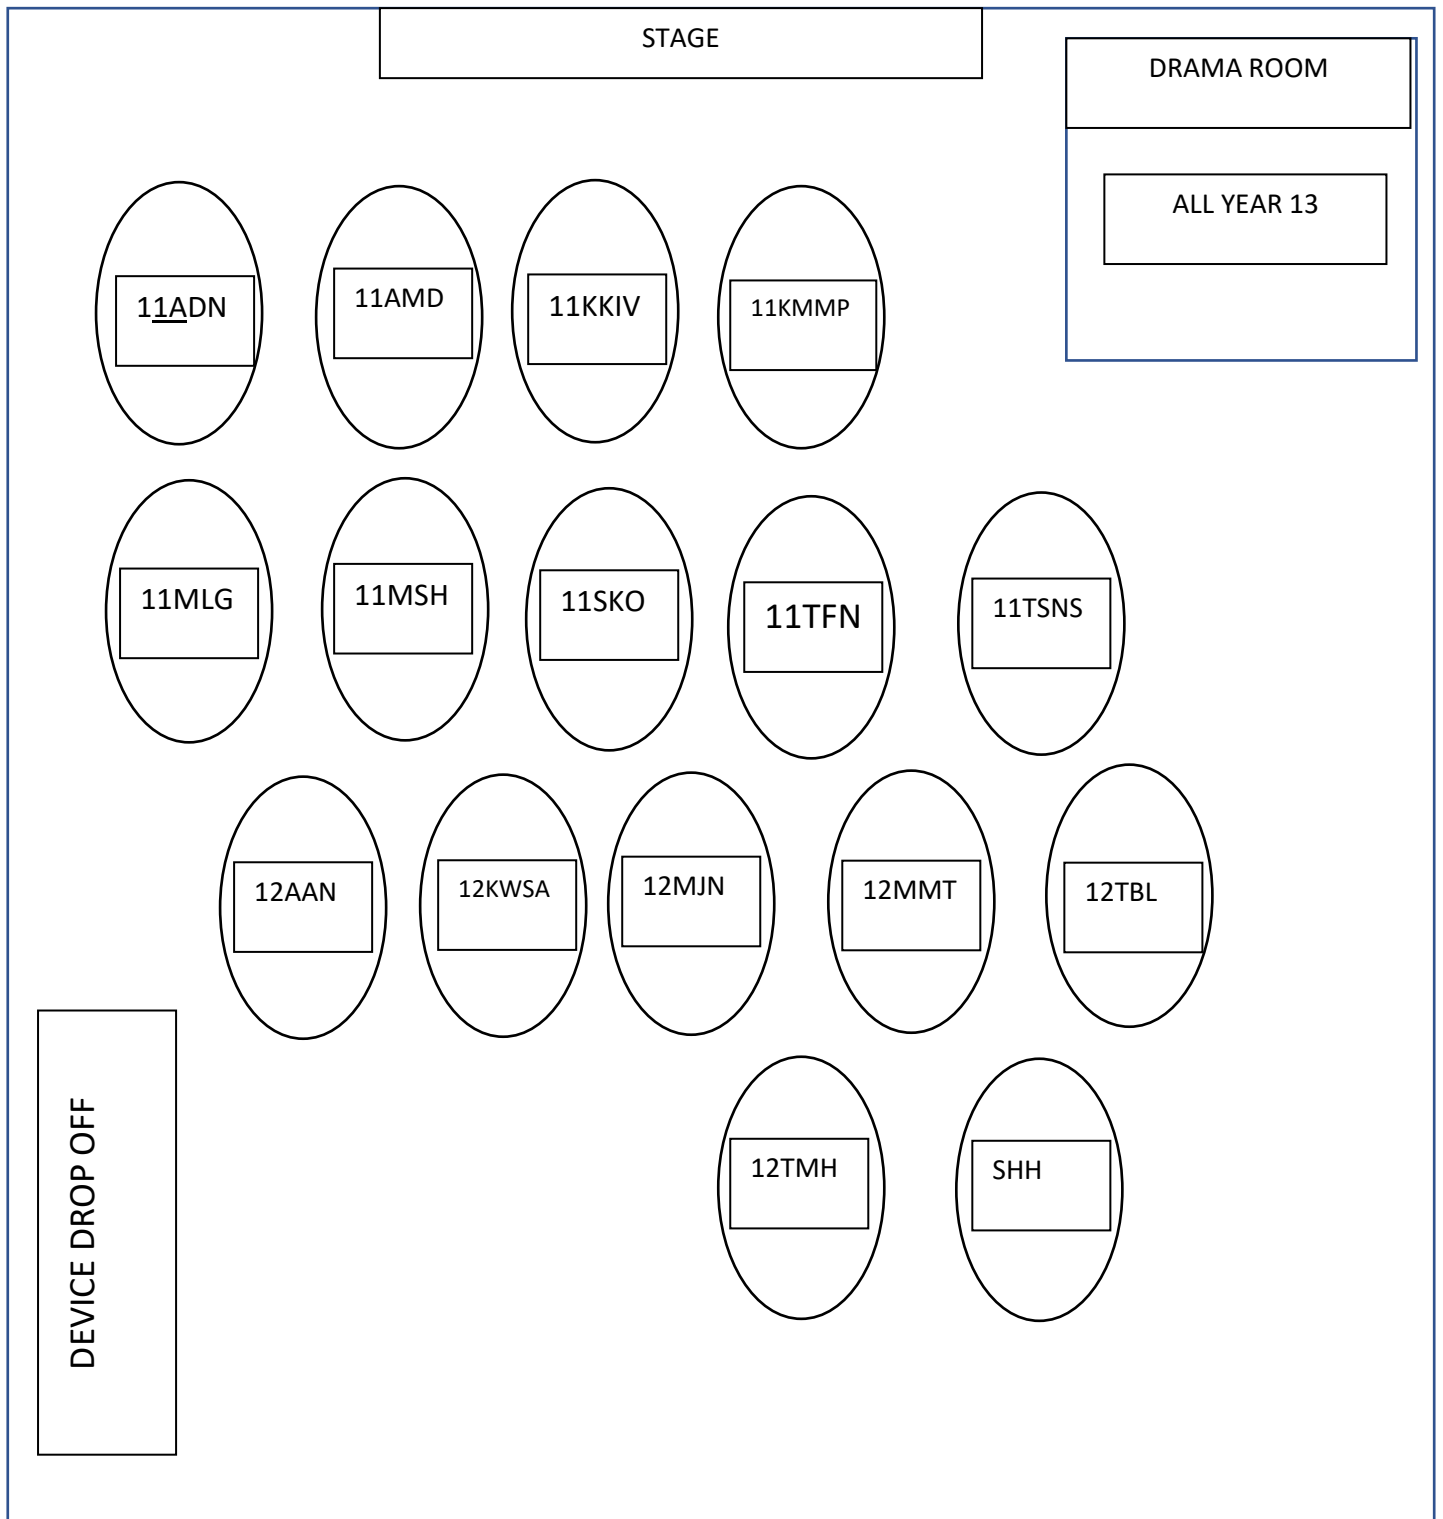 STAGE
DRAMA ROOM
ALL YEAR 13
11ADN
11AMD
11KKIV
11KMMP
11MLG
11MSH
11SKO
11TFN
11TSNS
12AAN
12KWSA
12MJN
12MMT
12TBL
DEVICE DROP OFF
12TMH
SHH